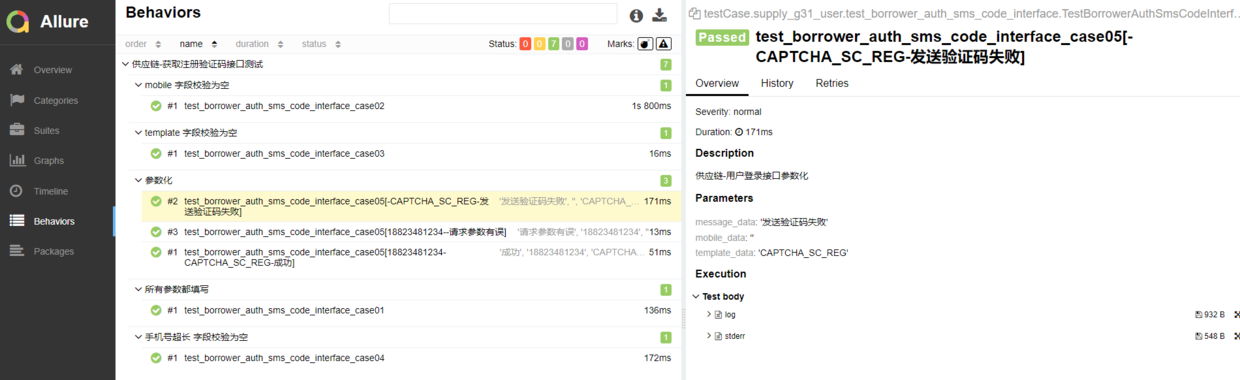 Allure
Overview
Categories
Suites
Graphs
Timeline
Behaviors
Packages
Behaviors
order name duration status Status: 0 0 7 0 0 Marks:
供应链-获取注册验证码接口测试 7
mobile 字段校验为空 1
#1 test_borrower_auth_sms_code_interface_case02 1s 800ms
template 字段校验为空 1
#1 test_borrower_auth_sms_code_interface_case03 16ms
参数化 3
#2 test_borrower_auth_sms_code_interface_case05[-CAPTCHA_SC_REG-发 '发送验证码失败', '', 'CAPTCHA_... 171ms
送验证码失败]
#3 test_borrower_auth_sms_code_interface_case05[18823481234--请求参数有误] '请求参数有误', '18823481234', '' 13ms
#1 test_borrower_auth_sms_code_interface_case05[18823481234- '成功', '18823481234', 'CAPTCHA... 51ms
CAPTCHA_SC_REG-成功]
所有参数都填写 1
#1 test_borrower_auth_sms_code_interface_case01 136ms
手机号超长 字段校验为空 1
#1 test_borrower_auth_sms_code_interface_case04 172ms
testCase.supply_g31_user.test_borrower_auth_sms_code_interface.TestBorrowerAuthSmsCodeInterf...
Passed test_borrower_auth_sms_code_interface_case05[-
CAPTCHA_SC_REG-发送验证码失败]
Overview History Retries
Severity: normal
Duration: 171ms
Description
供应链-用户登录接口参数化
Parameters
message_data: '发送验证码失败'
mobile_data: ''
template_data: 'CAPTCHA_SC_REG'
Execution
Test body
log 932 B
stderr 548 B